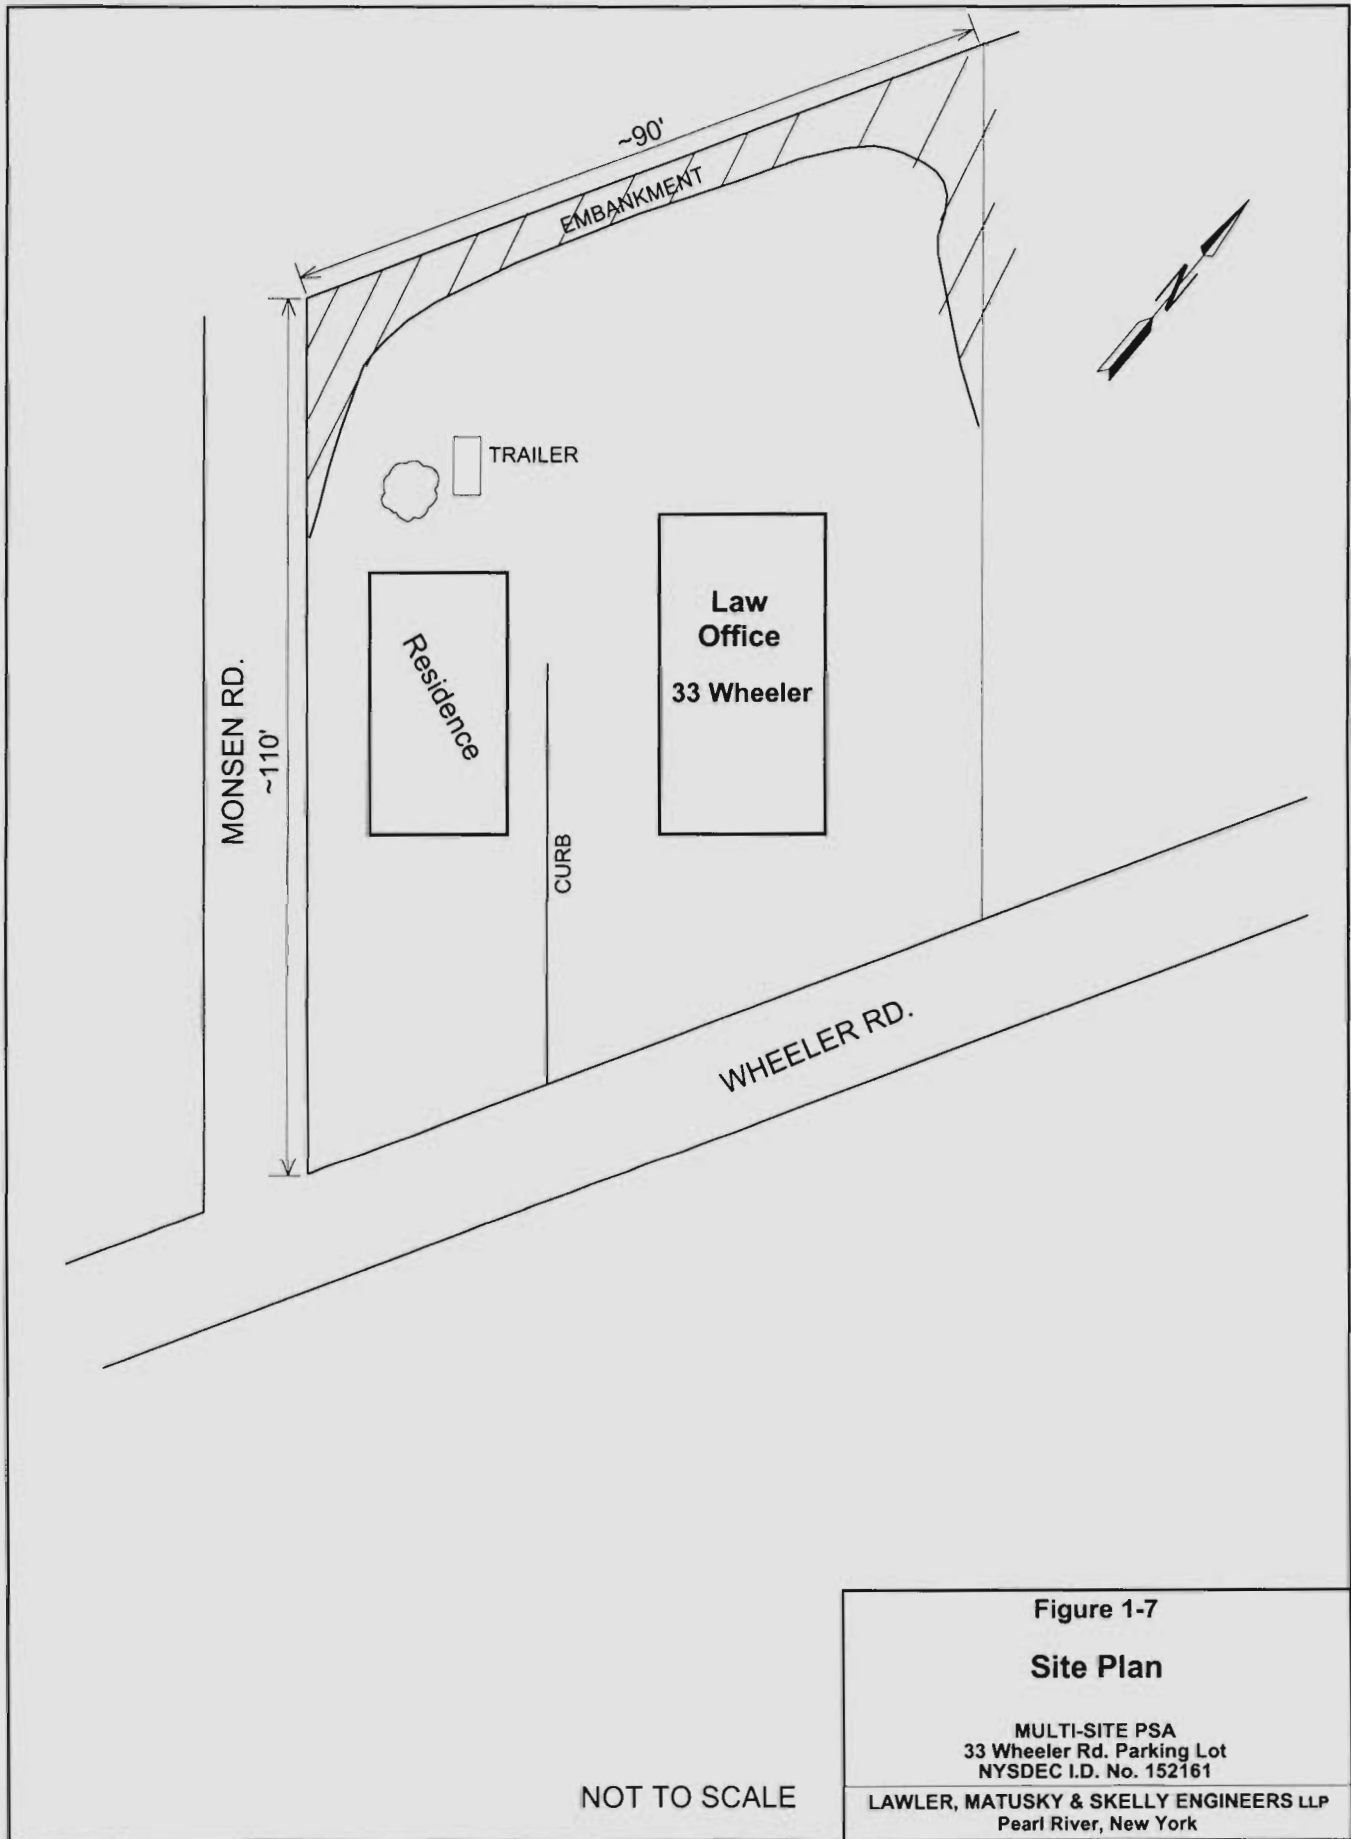 ~90'
EMBANKMENT
N
TRAILER
Law
Office
33 Wheeler
Residence
MONSEN RD.
~110'
CURB
WHEELER RD.
NOT TO SCALE
Figure 1-7
Site Plan
MULTI-SITE PSA
33 Wheeler Rd. Parking Lot
NYSDEC I.D. No. 152161
LAWLER, MATUSKY & SKELLY ENGINEERS LLP
Pearl River, New York